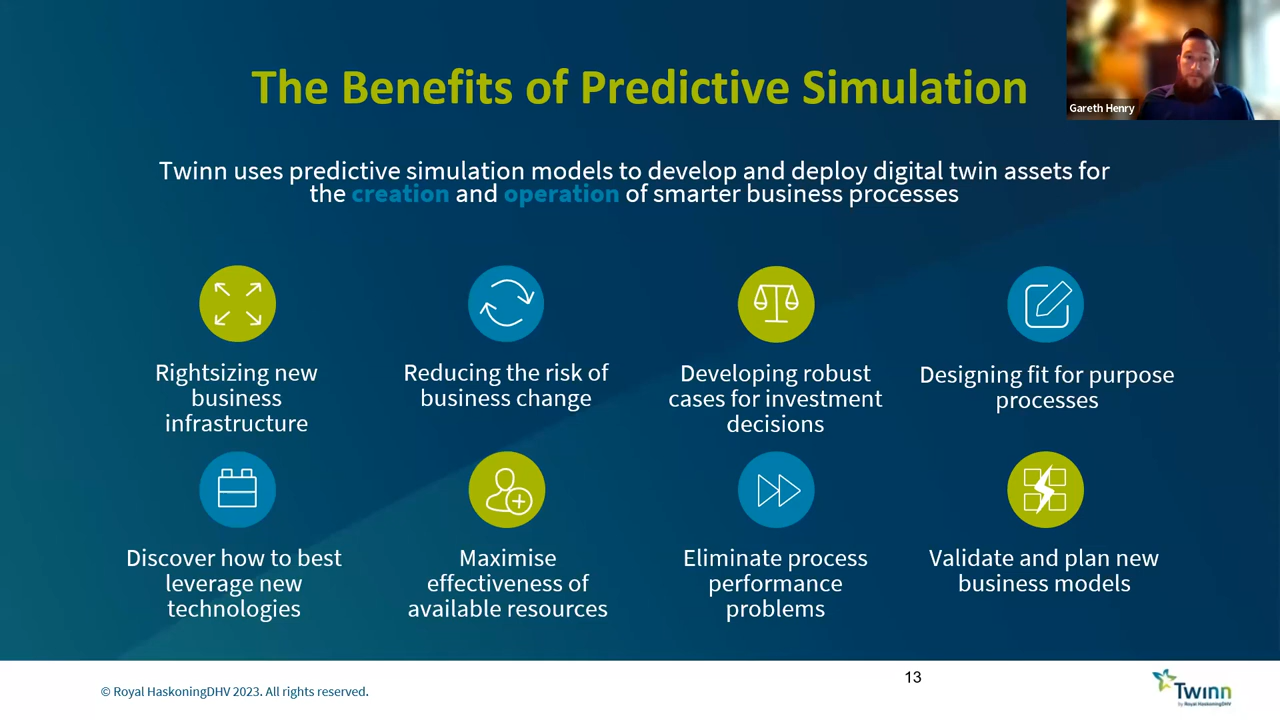 The Benefits of Predictive Simulation
Gareth Henry
Twinn uses predictive simulation models to develop and deploy digital twin assets for
the creation and operation of smarter business processes
Rightsizing new
business
infrastructure
Reducing the risk of
business change
Developing robust
cases for investment
decisions
Designing fit for purpose
processes
Discover how to best
leverage new
technologies
Maximise
effectiveness of
available resources
Eliminate process
performance
problems
Validate and plan new
business models
© Royal HaskoningDHV 2023. All rights reserved.
13
Twinn
by Royal HaskoningDHV